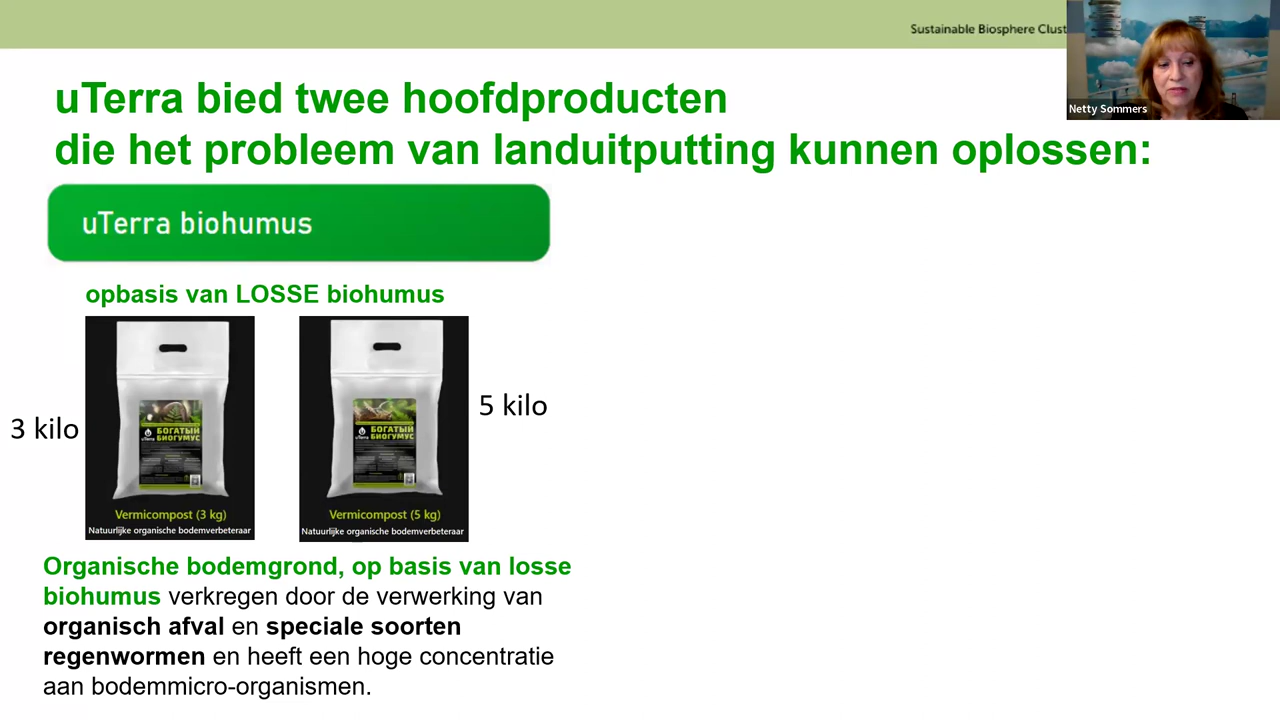 Sustainable Biosphere Clust
Netty Sommers
uTerra bied twee hoofdproducten
die het probleem van landuitputting kunnen oplossen:
uTerra biohumus
opbasis van LOSSE biohumus
3 kilo
uTerra
БОГАТЫЙ
БИОГУМУС
Vermicompost (3 kg)
Natuurlijke organische bodemverbeteraar
uTerra
БОГАТЫЙ
БИОГУМУС
Vermicompost (5 kg)
Natuurlijke organische bodemverbeteraar
5 kilo
Organische bodemgrond, op basis van losse
biohumus verkregen door de verwerking van
organisch afval en speciale soorten
regenwormen en heeft een hoge concentratie
aan bodemmicro-organismen.